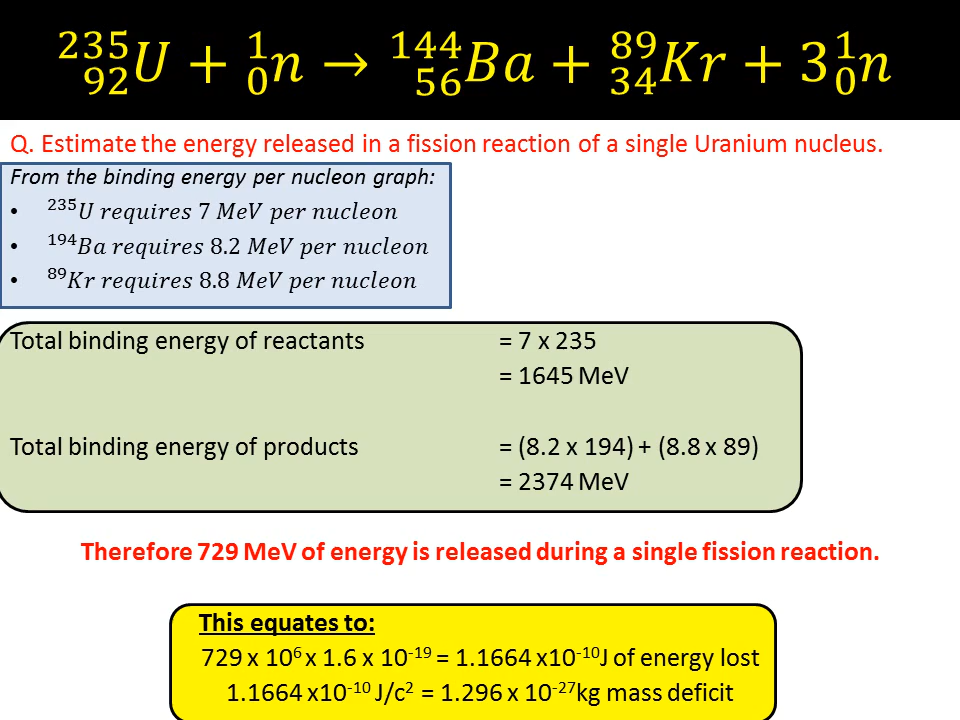 ²³⁵₉₂U + ¹₀n → ¹⁴⁴₅₆Ba + ⁸⁹₃₄Kr + 3¹₀n
Q. Estimate the energy released in a fission reaction of a single Uranium nucleus.
From the binding energy per nucleon graph:
• ²³⁵U requires 7 MeV per nucleon
• ¹⁹⁴Ba requires 8.2 MeV per nucleon
• ⁸⁹Kr requires 8.8 MeV per nucleon
Total binding energy of reactants = 7 x 235
= 1645 MeV
Total binding energy of products = (8.2 x 194) + (8.8 x 89)
= 2374 MeV
Therefore 729 MeV of energy is released during a single fission reaction.
This equates to:
729 x 10⁶ x 1.6 x 10⁻¹⁹ = 1.1664 x10⁻¹⁰J of energy lost
1.1664 x10⁻¹⁰ J/c² = 1.296 x 10⁻²⁷kg mass deficit